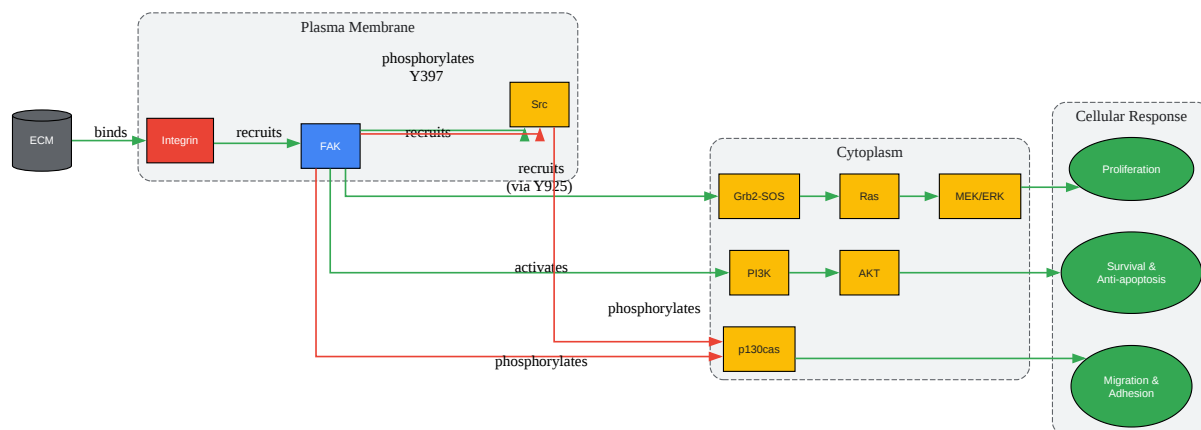 Plasma Membrane
phosphorylates
Y397
Src
ECM
binds
Integrin
recruits
FAK
recruits
recruits
(via Y925)
Cytoplasm
Cellular Response
Grb2-SOS
Ras
MEK/ERK
Proliferation
activates
PI3K
AKT
Survival &
Anti-apoptosis
phosphorylates
p130cas
phosphorylates
Migration &
Adhesion